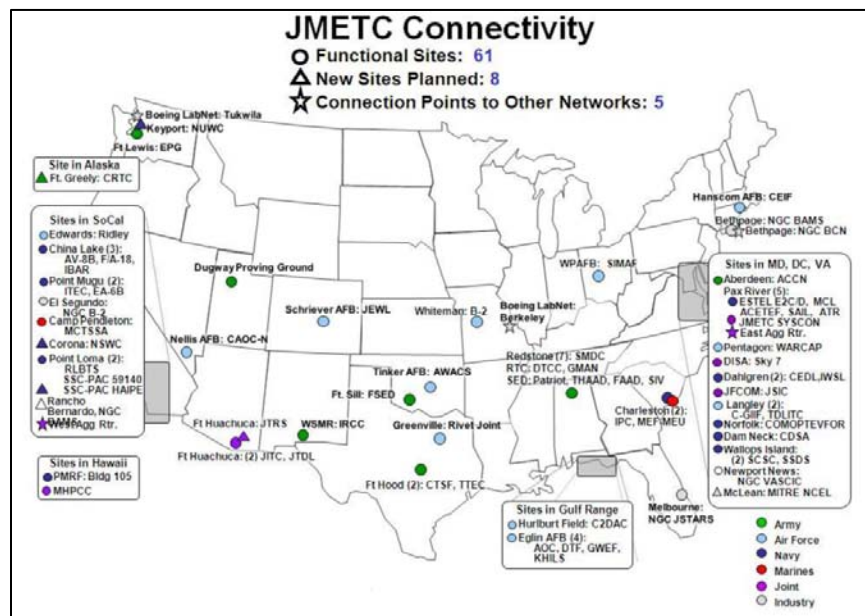 JMETC Connectivity
Functional Sites: 61
New Sites Planned: 8
Connection Points to Other Networks: 5
Boeing LabNet: Tukwila
Keyport: NUWC
Ft Lewis: EPG
Site in Alaska
Ft. Greely: CRTC
Sites in SoCal
Edwards: Ridley
China Lake (3):
AV-8B, F/A-18,
IBAR
Point Mugu (2):
ITEC, EA-6B
El Segundo:
NGC B-2
Camp Pendleton:
MCTSSA
Corona: NSWC
Point Loma (2):
RLBTS
SSC-PAC 59140
SSC-PAC HAIPE
Rancho
Bernardo, NGC
BAMS
West Agg Rtr.
Sites in Hawaii
PMRF: Bldg 105
MHPCC
Dugway Proving Ground
Schriever AFB: JEWL
Nellis AFB: CAOC-N
Whiteman: B-2
Boeing LabNet:
Berkeley
WPAFB: SIMAF
Hanscom AFB: CEIF
Bethpage: NGC BAMS
Bethpage: NGC BCN
Tinker AFB: AWACS
Ft. Sill: FSED
WSMR: IRCC
Ft Huachuca: JTRS
Ft Huachuca: (2) JITC, JTDL
Greenville: Rivet Joint
Ft Hood (2): CTSF, TTEC
Redstone (7): SMDC
RTC: DTCC, GMAN
SED: Patriot, THAAD, FAAD, SIV
Charleston (2):
IPC, MEF-MEU
Melbourne:
NGC JSTARS
Sites in Gulf Range
Hurlburt Field: C2DAC
Eglin AFB (4):
AOC, DTF, GWEF,
KHILS
Sites in MD, DC, VA
Aberdeen: ACCN
Pax River (5):
ESTEL E2C/D, MCL
ACETEF, SAIL, ATR
JMETC SYSCON
East Agg Rtr.
Pentagon: WARCAP
DISA: Sky 7
Dahlgren (2): CEDL,IWSL
JFCOM: JSIC
Langley (2):
C-GIIF, TDLITC
Norfolk: COMOPTEVFOR
Dam Neck: CDSA
Wallops Island:
(2) SCSC, SSDS
Newport News:
NGC VASCIC
McLean: MITRE NCEL
Army
Air Force
Navy
Marines
Joint
Industry